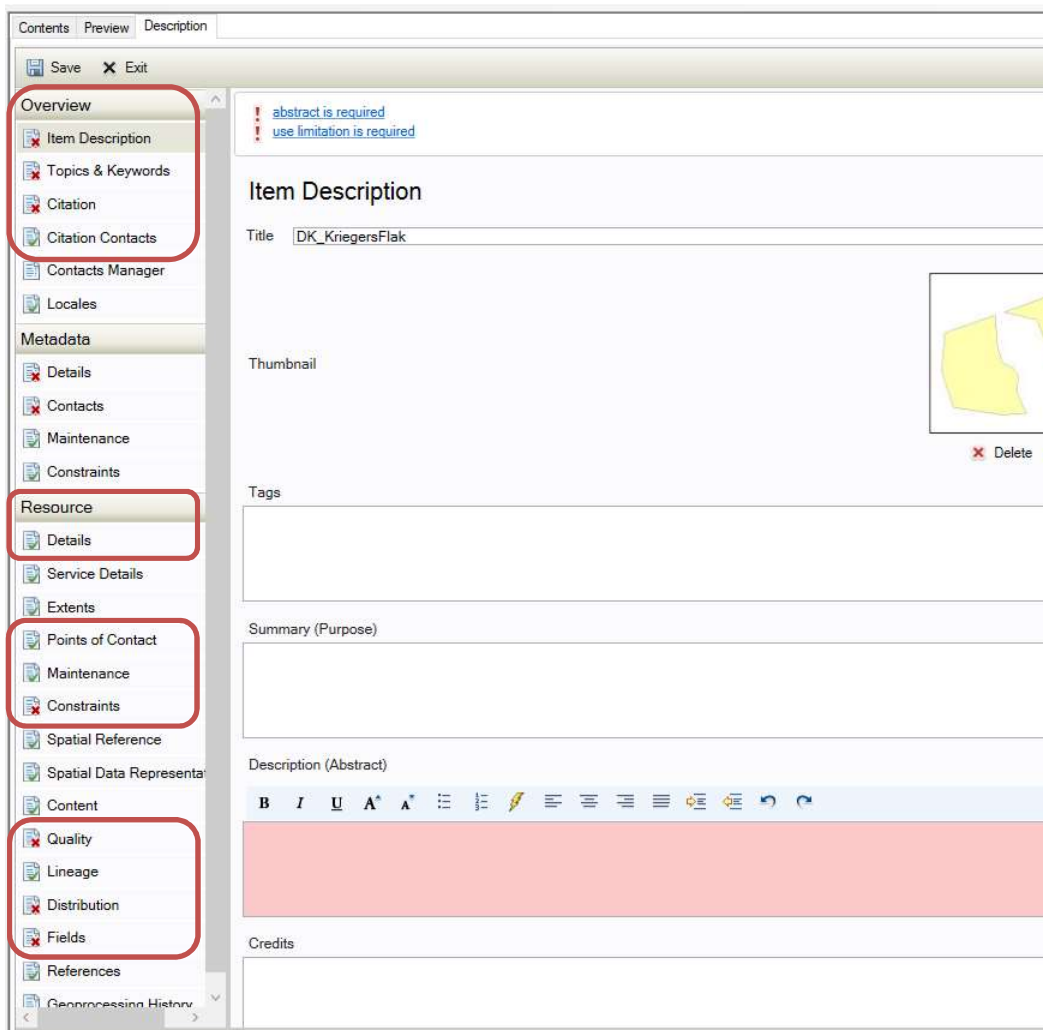 Contents Preview Description
Save Exit
Overview
Item Description
Topics & Keywords
Citation
Citation Contacts
Contacts Manager
Locales
Metadata
Details
Contacts
Maintenance
Constraints
Resource
Details
Service Details
Extents
Points of Contact
Maintenance
Constraints
Spatial Reference
Spatial Data Representat
Content
Quality
Lineage
Distribution
Fields
References
Geoprocessing History
abstract is required
use limitation is required
Item Description
Title DK_KriegersFlak
Thumbnail
Delete
Tags
Summary (Purpose)
Description (Abstract)
B I U A A
Credits